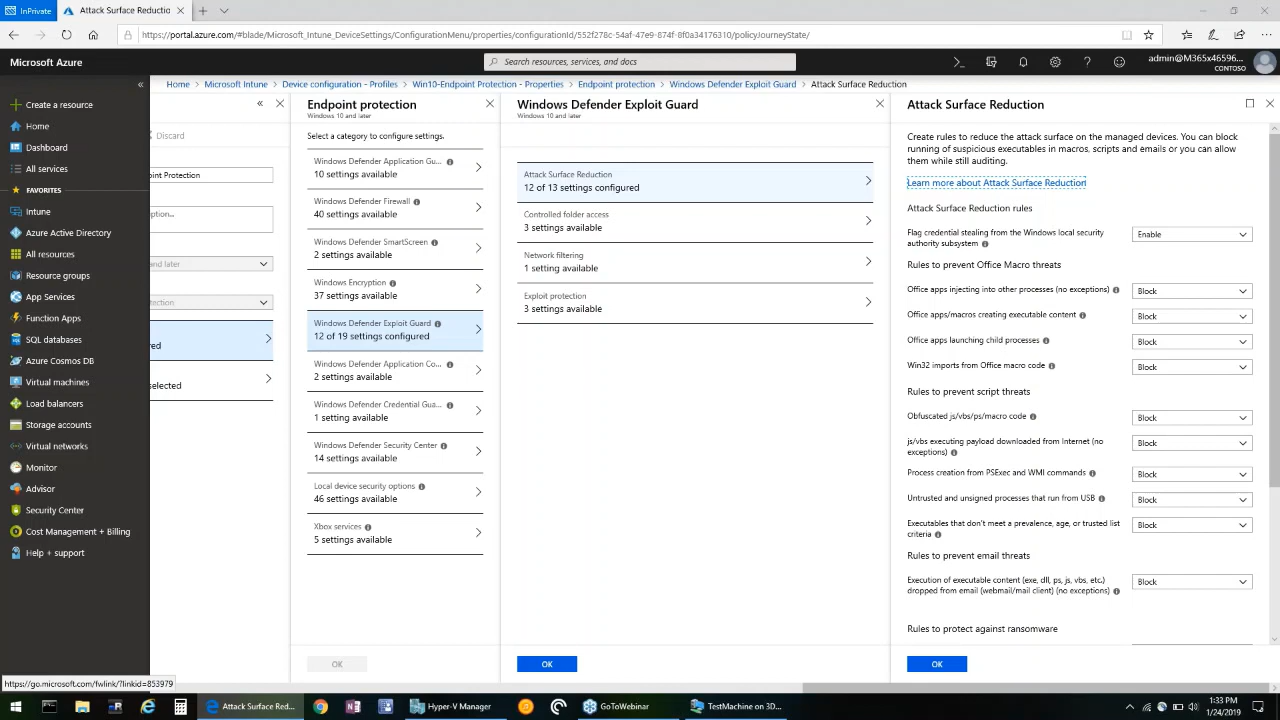 InPrivate
Attack Surface Reductio
https://portal.azure.com/#blade/Microsoft_Intune_DeviceSettings/ConfigurationMenu/properties/configurationId/552f278c-54af-47e9-874f-8f0a34176310/policyJourneyState/
Microsoft Azure
Search resources, services, and docs
admin@M365x46596...
CONTOSO
Home
Microsoft Intune
Device configuration - Profiles
Win10-Endpoint Protection - Properties
Endpoint protection
Windows Defender Exploit Guard
Attack Surface Reduction
Create a resource
Home
Dashboard
All services
FAVORITES
Intune
Azure Active Directory
All resources
Resource groups
App Services
Function Apps
SQL databases
Azure Cosmos DB
Virtual machines
Load balancers
Storage accounts
Virtual networks
Monitor
Advisor
Security Center
Cost Management + Billing
Help + support
Discard
oint Protection
ption...
and later
otection
ed
selected
Endpoint protection
Windows 10 and later
Select a category to configure settings.
Windows Defender Application Gu...
10 settings available
Windows Defender Firewall
40 settings available
Windows Defender SmartScreen
2 settings available
Windows Encryption
37 settings available
Windows Defender Exploit Guard
12 of 19 settings configured
Windows Defender Application Co...
2 settings available
Windows Defender Credential Gua...
1 setting available
Windows Defender Security Center
14 settings available
Local device security options
46 settings available
Xbox services
5 settings available
OK
Windows Defender Exploit Guard
Windows 10 and later
Attack Surface Reduction
12 of 13 settings configured
Controlled folder access
3 settings available
Network filtering
1 setting available
Exploit protection
3 settings available
OK
Attack Surface Reduction
Create rules to reduce the attack surface on the managed devices. You can block
running of suspicious executables in macros, scripts and emails or you can allow
them while still auditing.
Learn more about Attack Surface Reduction
Attack Surface Reduction rules
Flag credential stealing from the Windows local security
authority subsystem
Enable
Rules to prevent Office Macro threats
Office apps injecting into other processes (no exceptions)
Block
Office apps/macros creating executable content
Block
Office apps launching child processes
Block
Win32 imports from Office macro code
Block
Rules to prevent script threats
Obfuscated js/vbs/ps/macro code
Block
js/vbs executing payload downloaded from Internet (no
exceptions)
Block
Process creation from PSExec and WMI commands
Block
Untrusted and unsigned processes that run from USB
Block
Executables that don't meet a prevalence, age, or trusted list
criteria
Block
Rules to prevent email threats
Execution of executable content (exe, dll, ps, js, vbs, etc.)
dropped from email (webmail/mail client) (no exceptions)
Block
Rules to protect against ransomware
OK
https://go.microsoft.com/fwlink/?linkid=853979
Attack Surface Red...
Hyper-V Manager
GoToWebinar
TestMachine on 3D...
1:33 PM
1/24/2019